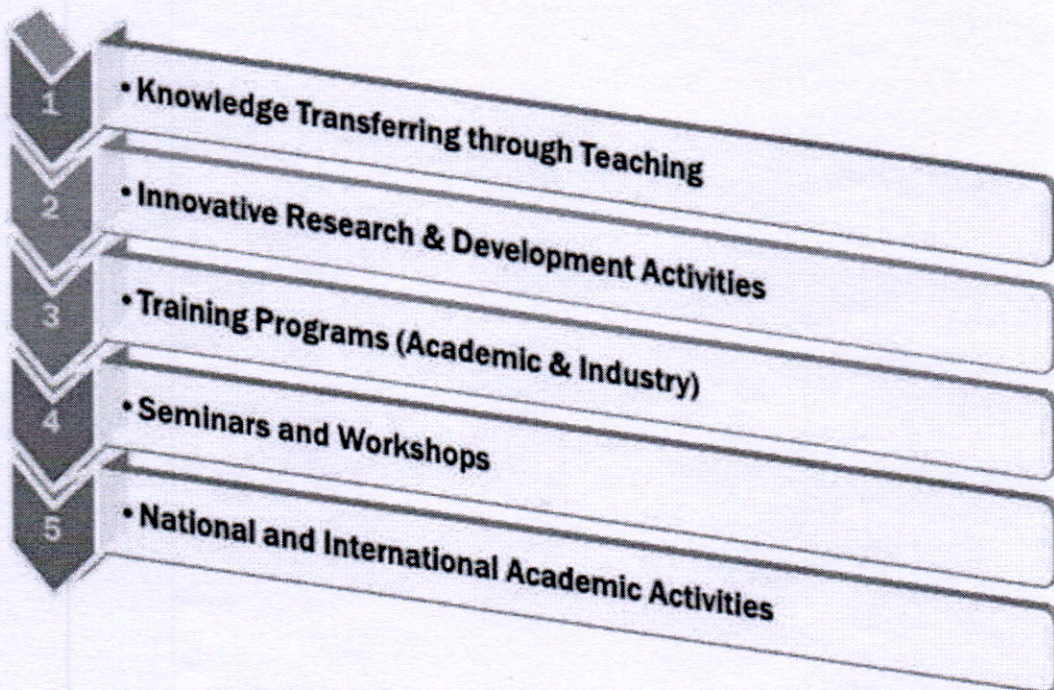 1
• Knowledge Transferring through Teaching
2
• Innovative Research & Development Activities
3
• Training Programs (Academic & Industry)
4
• Seminars and Workshops
5
• National and International Academic Activities